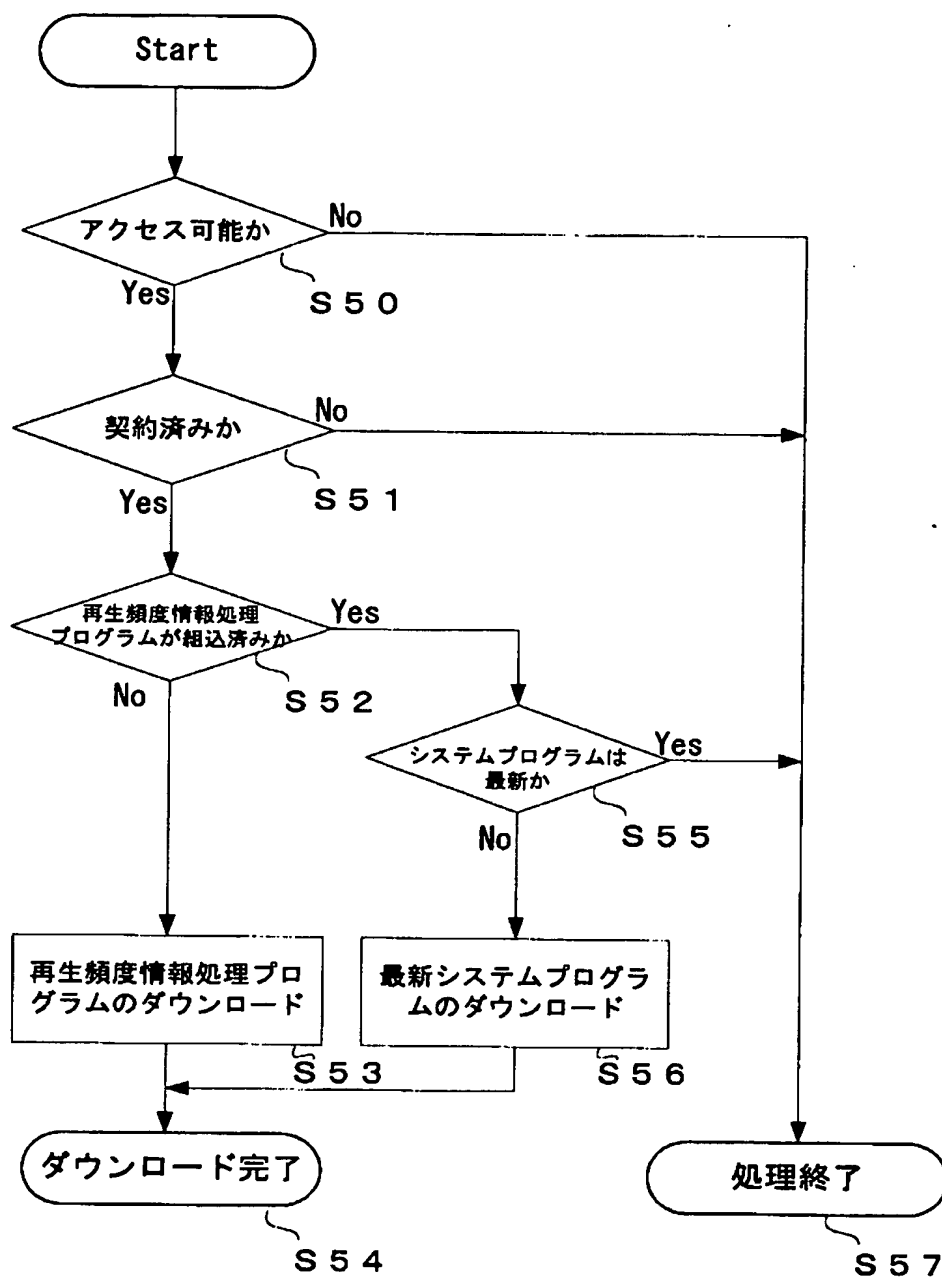 Start
アクセス可能か
No
Yes
S50
契約済みか
No
Yes
S51
再生頻度情報処理
プログラムが組込済みか
Yes
No
S52
システムプログラムは
最新か
Yes
No
S55
再生頻度情報処理プロ
グラムのダウンロード
S53
最新システムプログラ
ムのダウンロード
S56
ダウンロード完了
S54
処理終了
S57